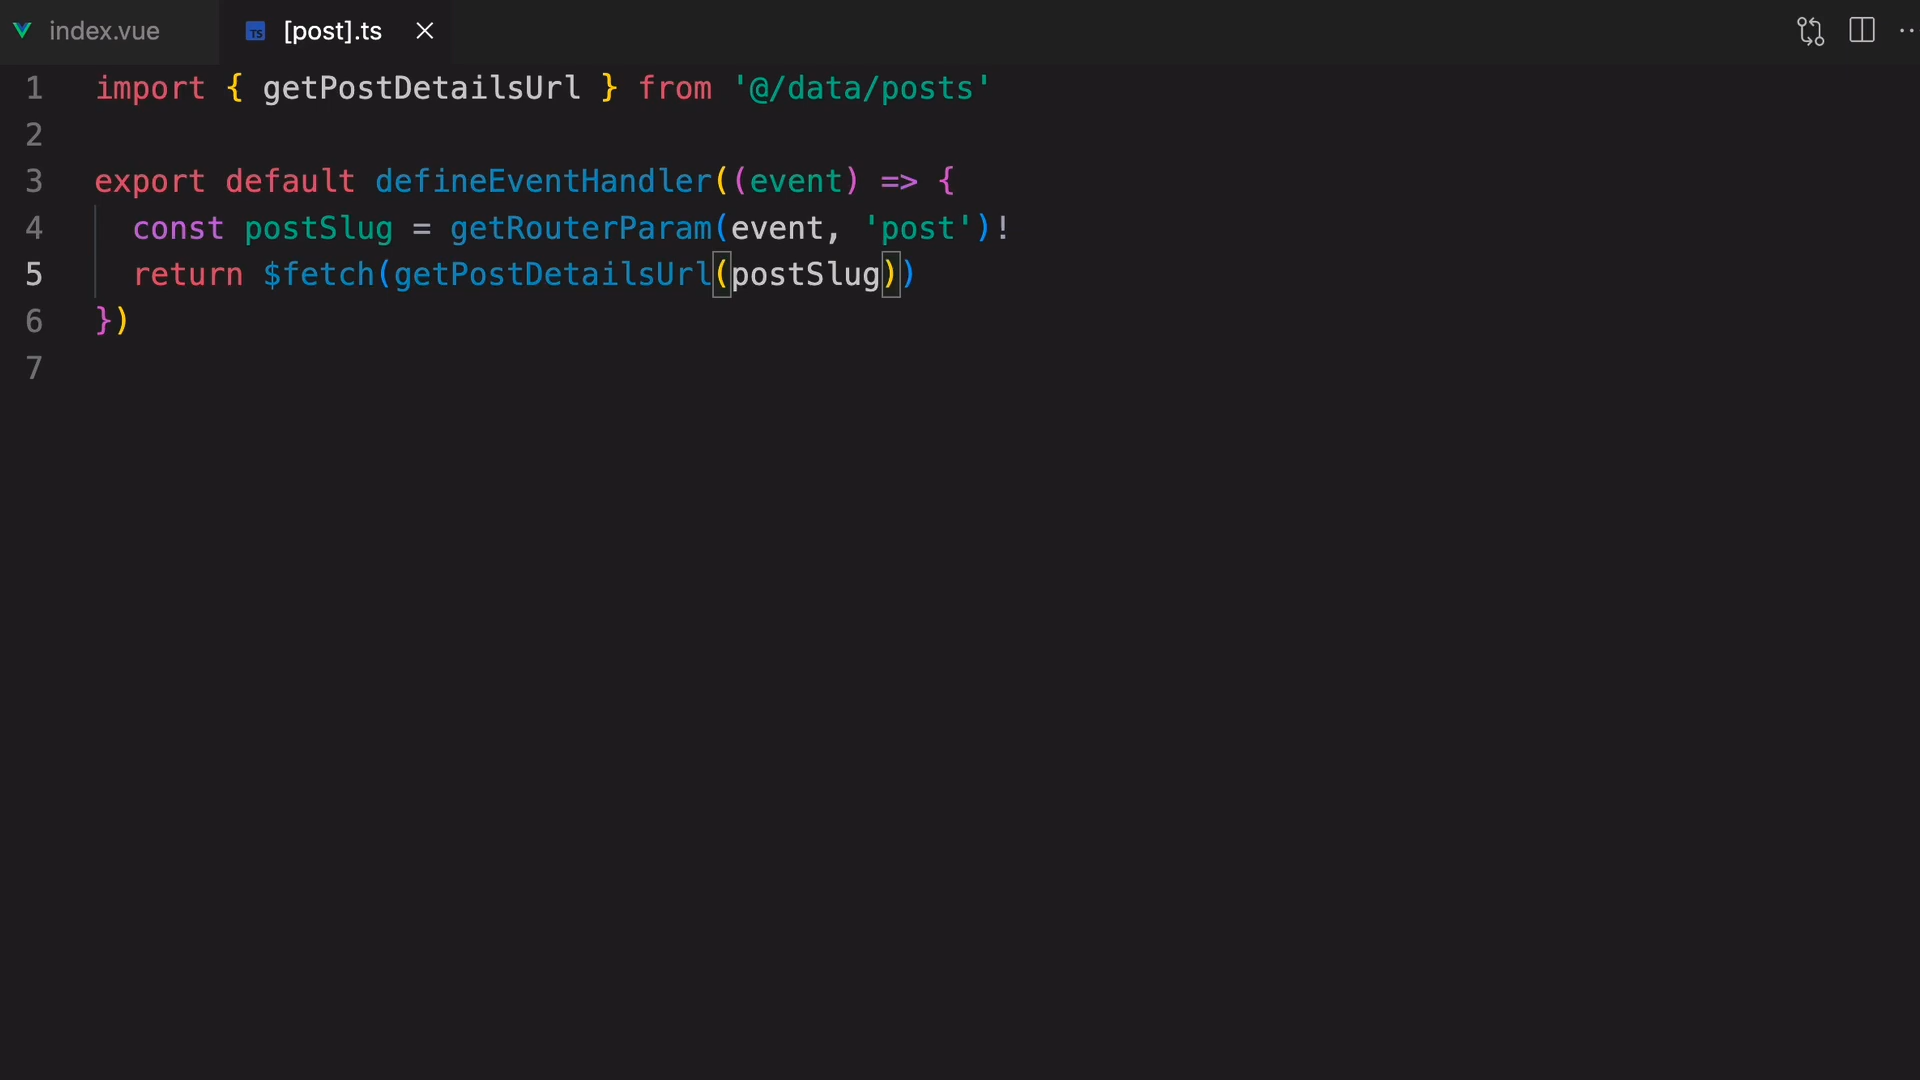 index.vue
TS [post].ts
1 import { getPostDetailsUrl } from '@/data/posts'
2
3 export default defineEventHandler((event) => {
4 const postSlug = getRouterParam(event, 'post')!
5 return $fetch(getPostDetailsUrl(postSlug))
6 })
7